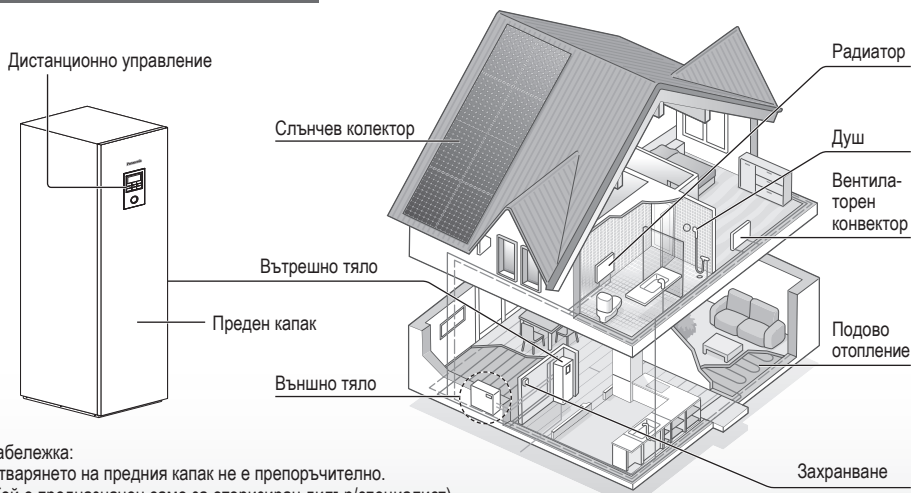 Дистанционно управление
Слънчев колектор
Радиатор
Душ
Вентила-
торен
конвектор
Вътрешно тяло
Преден капак
Външно тяло
Подово
отопление
Захранване
абележка:
тварянето на предния капак не е препоръчително.